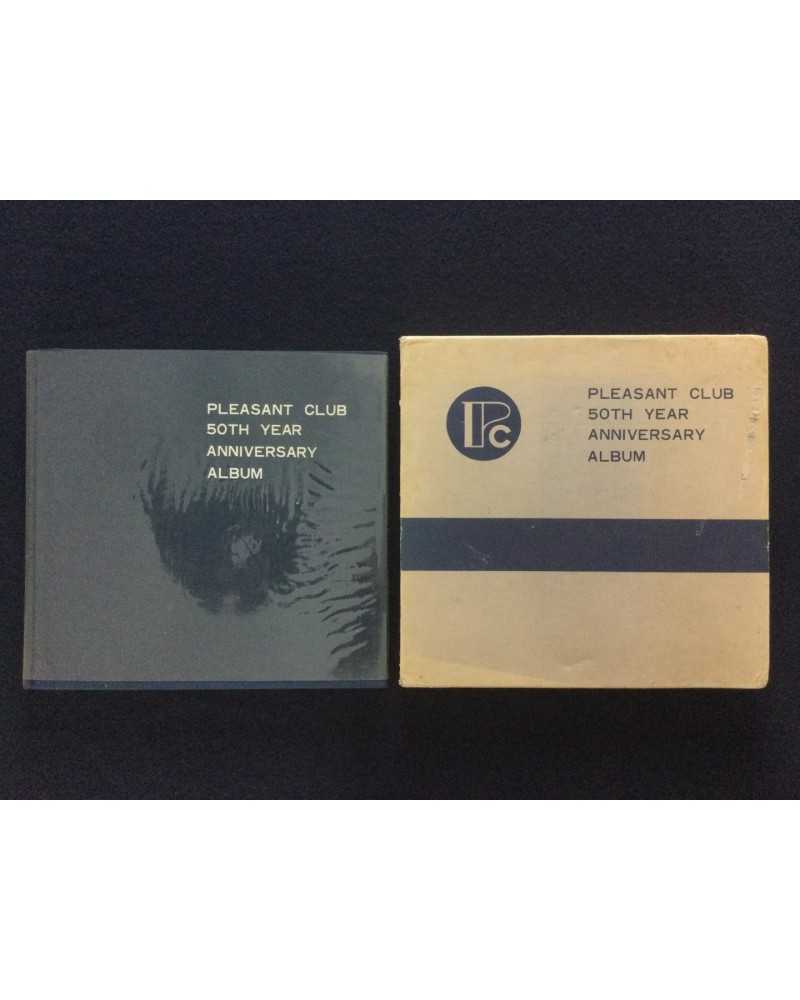 PLEASANT CLUB
50TH YEAR
ANNIVERSARY
ALBUM
PC
PLEASANT CLUB
50TH YEAR
ANNIVERSARY
ALBUM